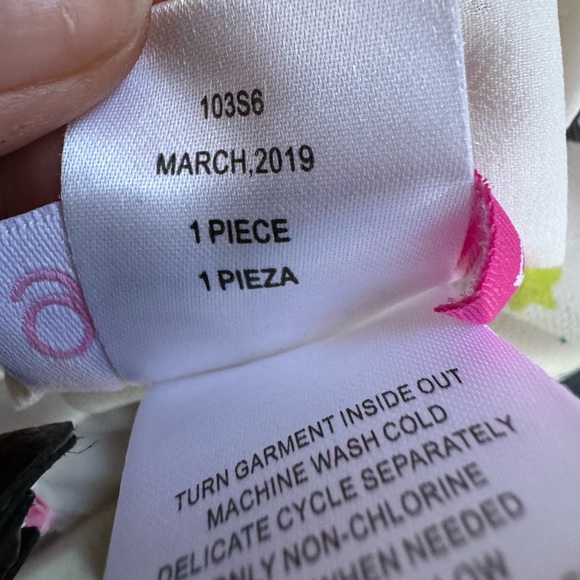 103S6
MARCH,2019
1 PIECE
1 PIEZA
TURN GARMENT INSIDE OUT
MACHINE WASH COLD
DELICATE CYCLE SEPARATELY
ONLY NON-CHLORINE
WHEN NEEDED
LOW